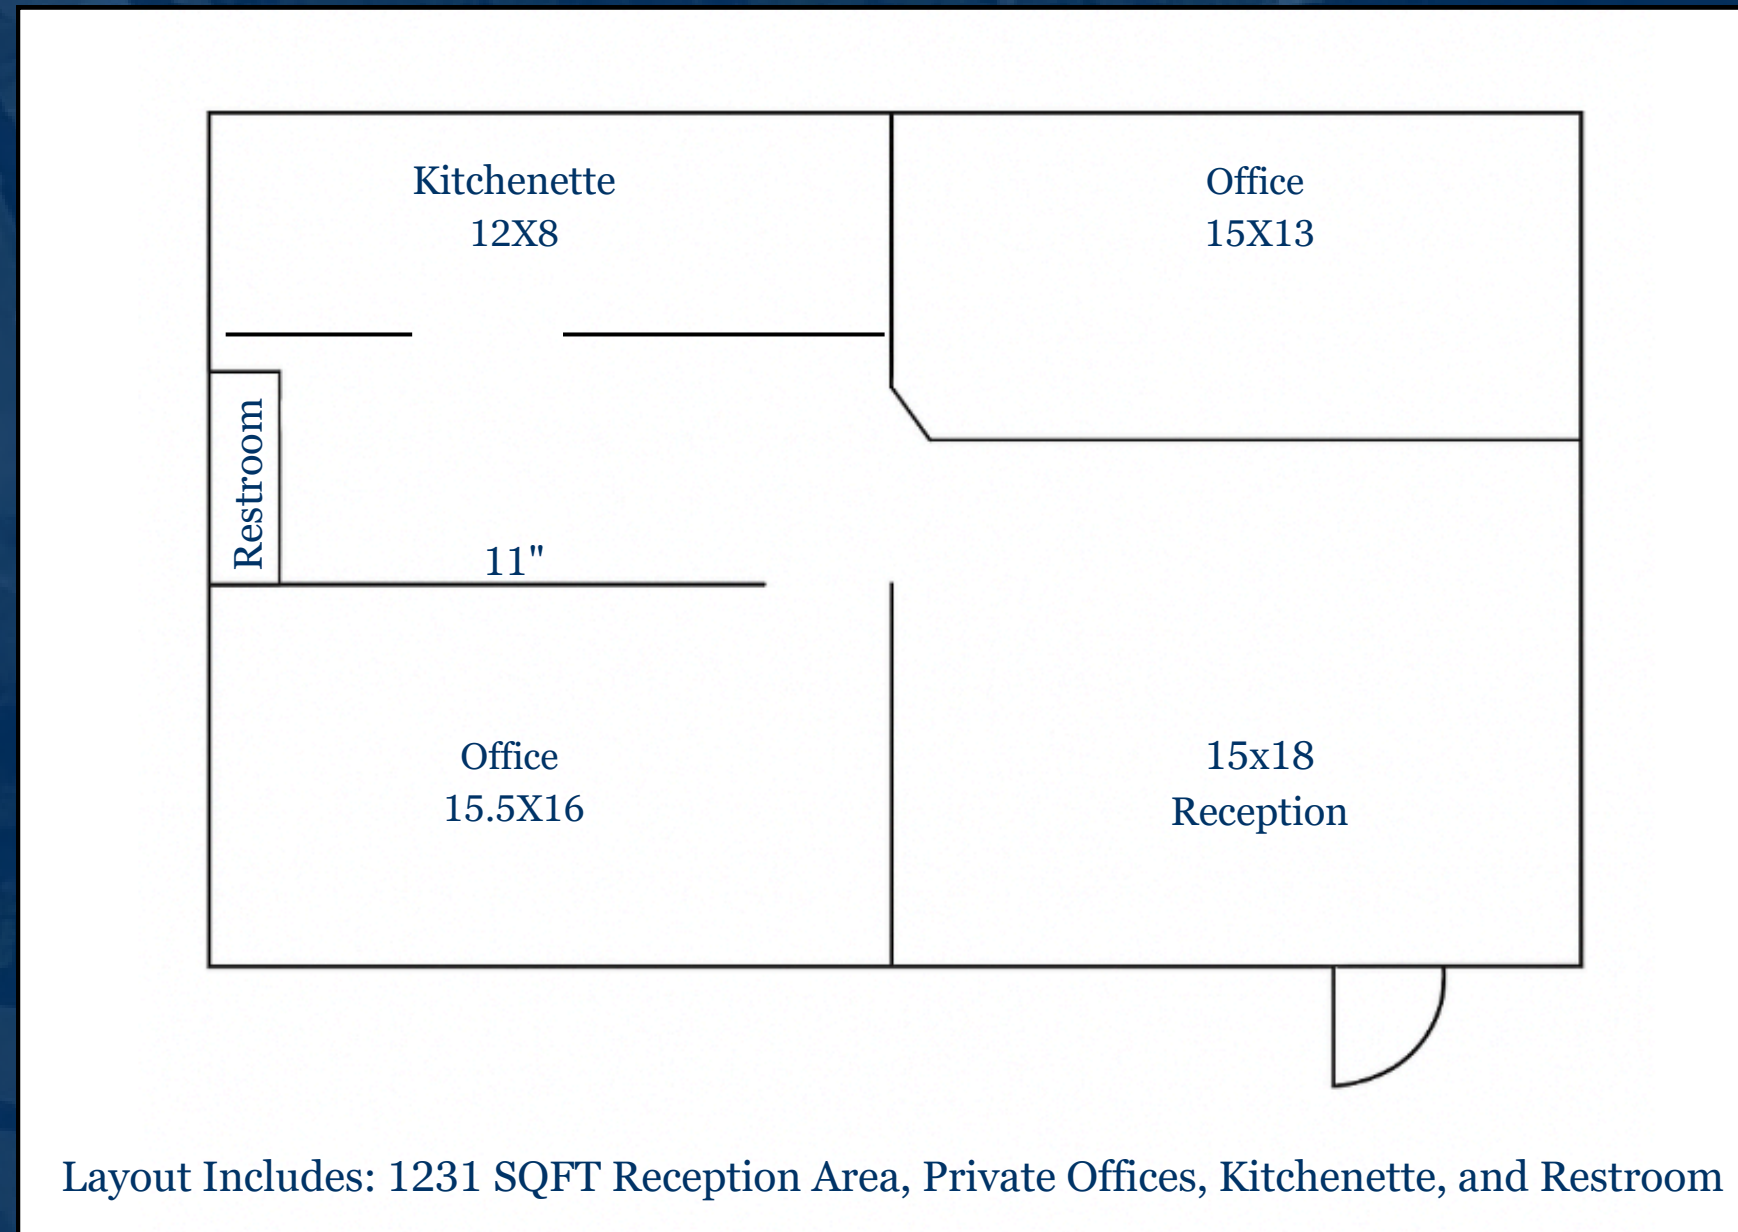 Kitchenette
12X8
Office
15X13
Restroom
11"
Office
15.5X16
15x18
Reception
Layout Includes: 1231 SQFT Reception Area, Private Offices, Kitchenette, and Restroom